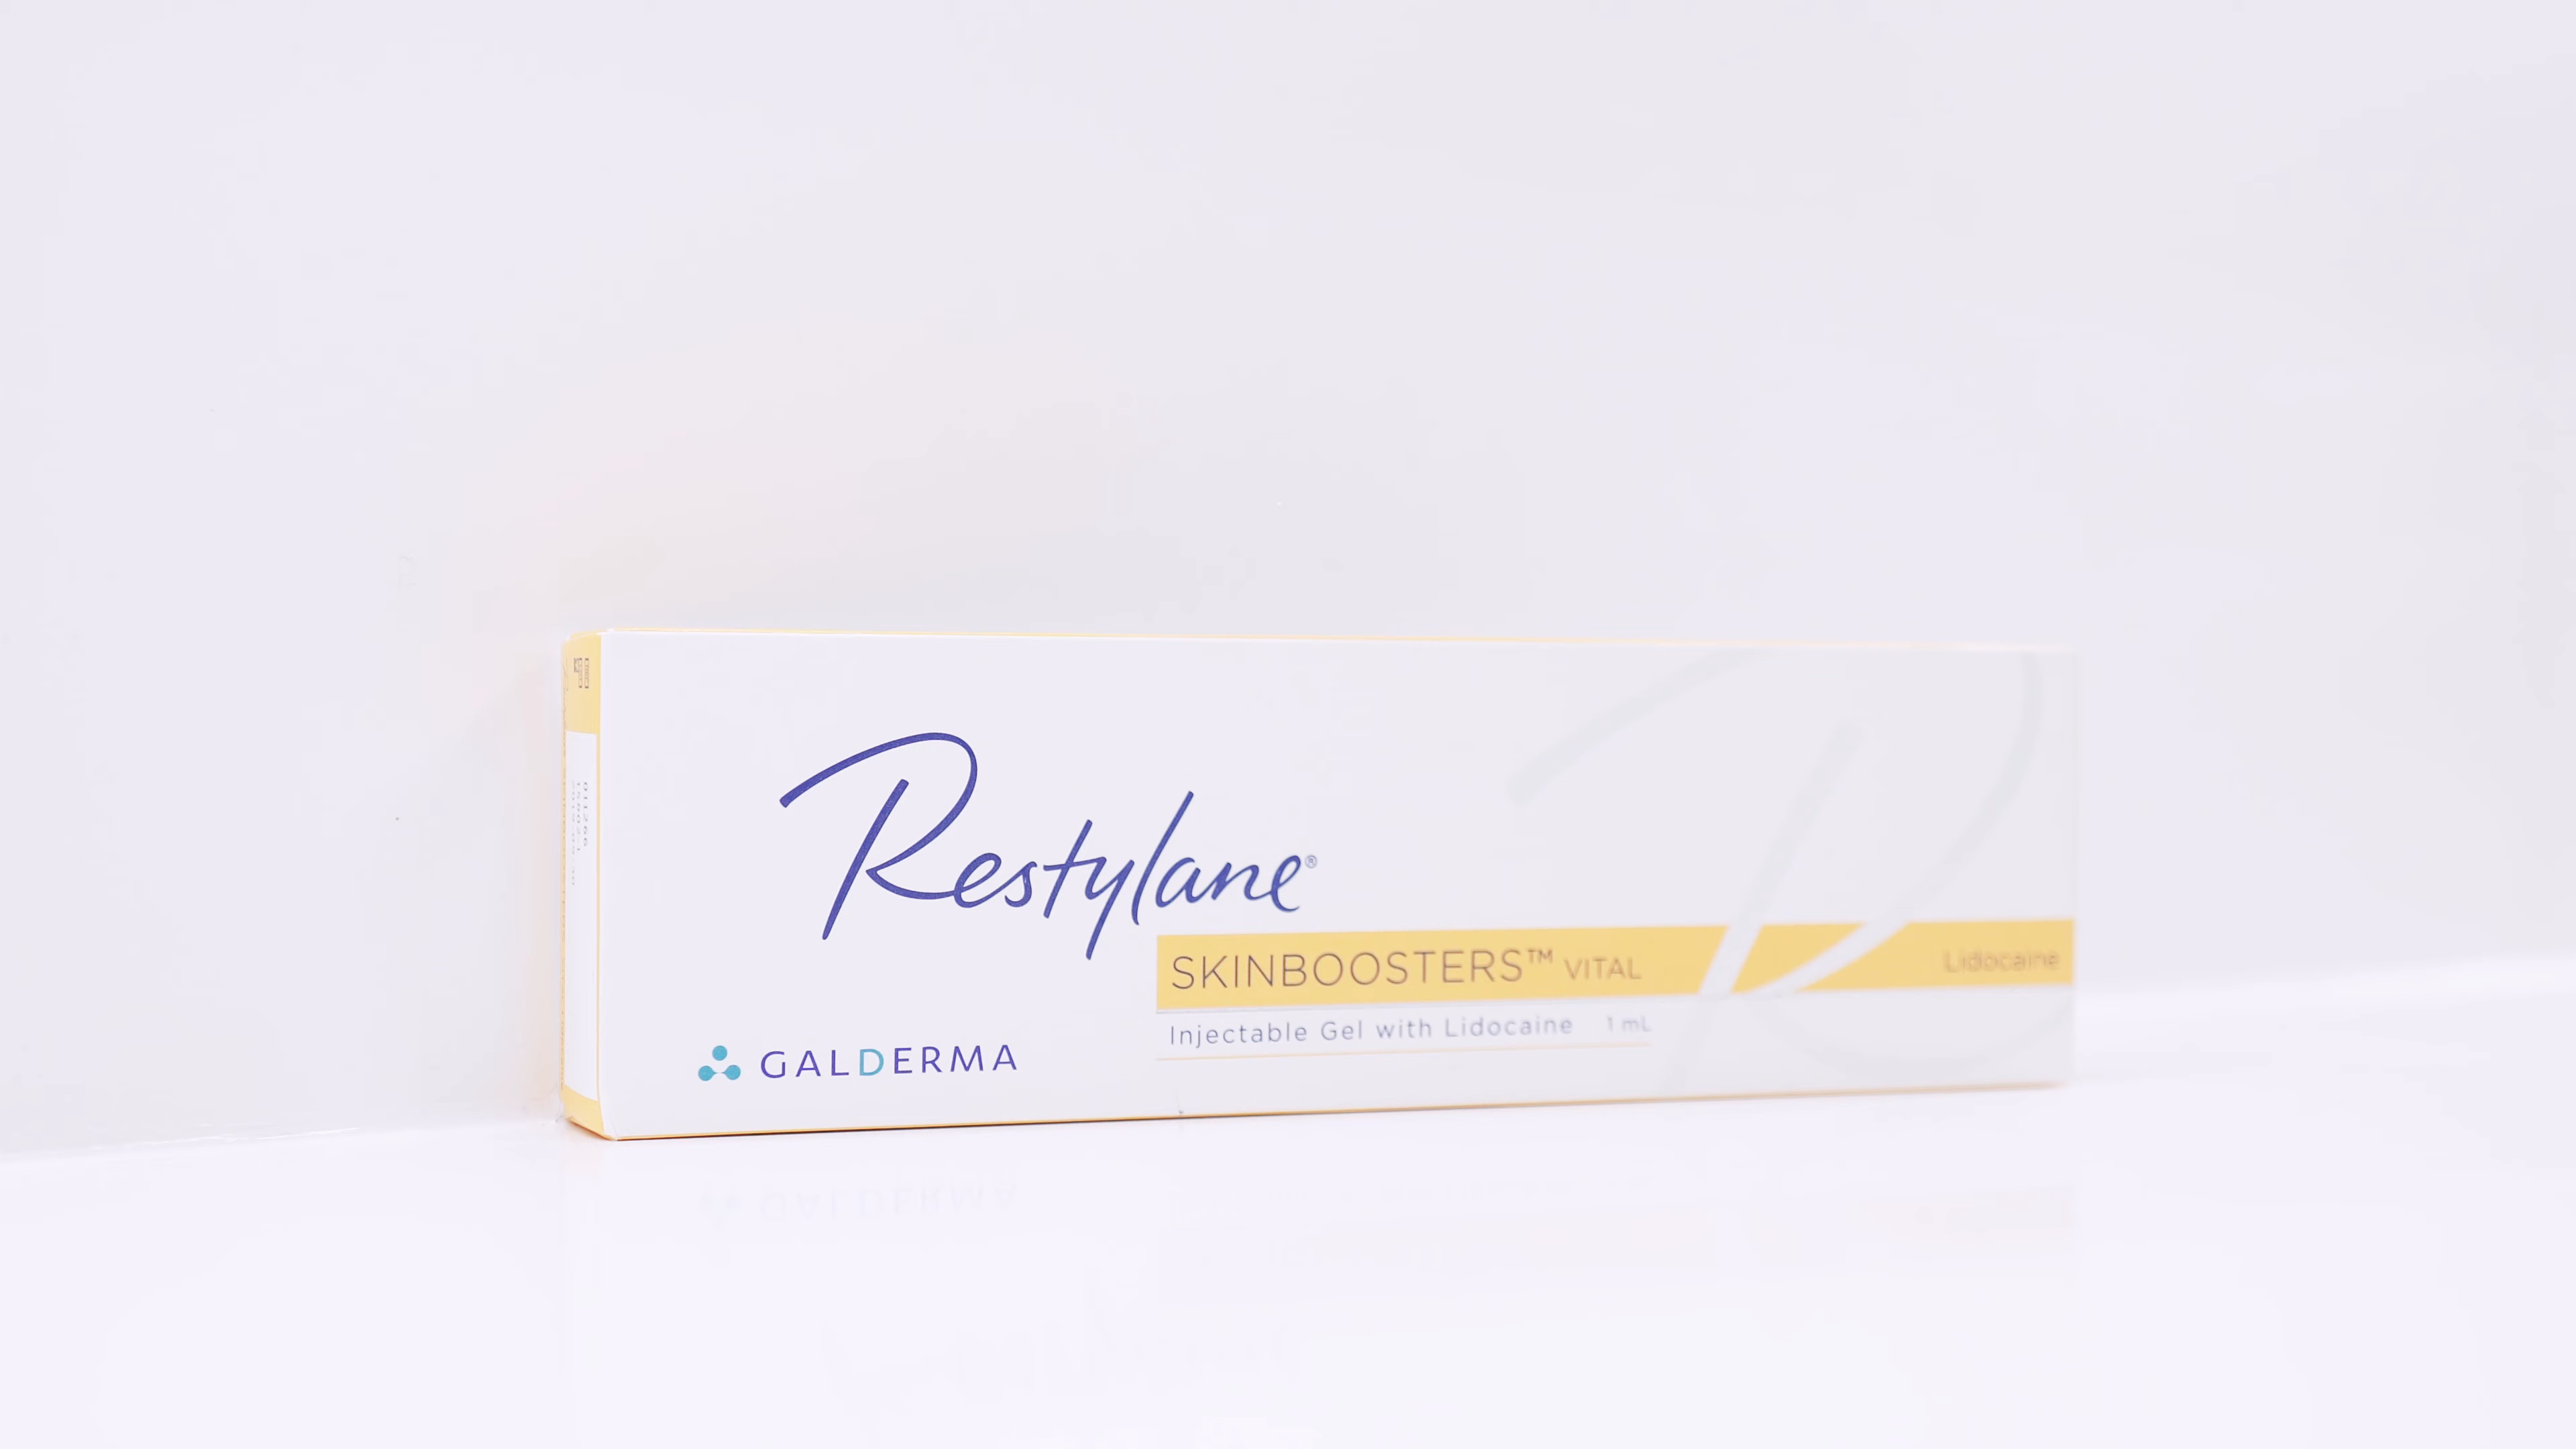 Restylane®
SKINBOOSTERS™ VITAL
Lidocaine
Injectable Gel with Lidocaine 1 mL
GALDERMA